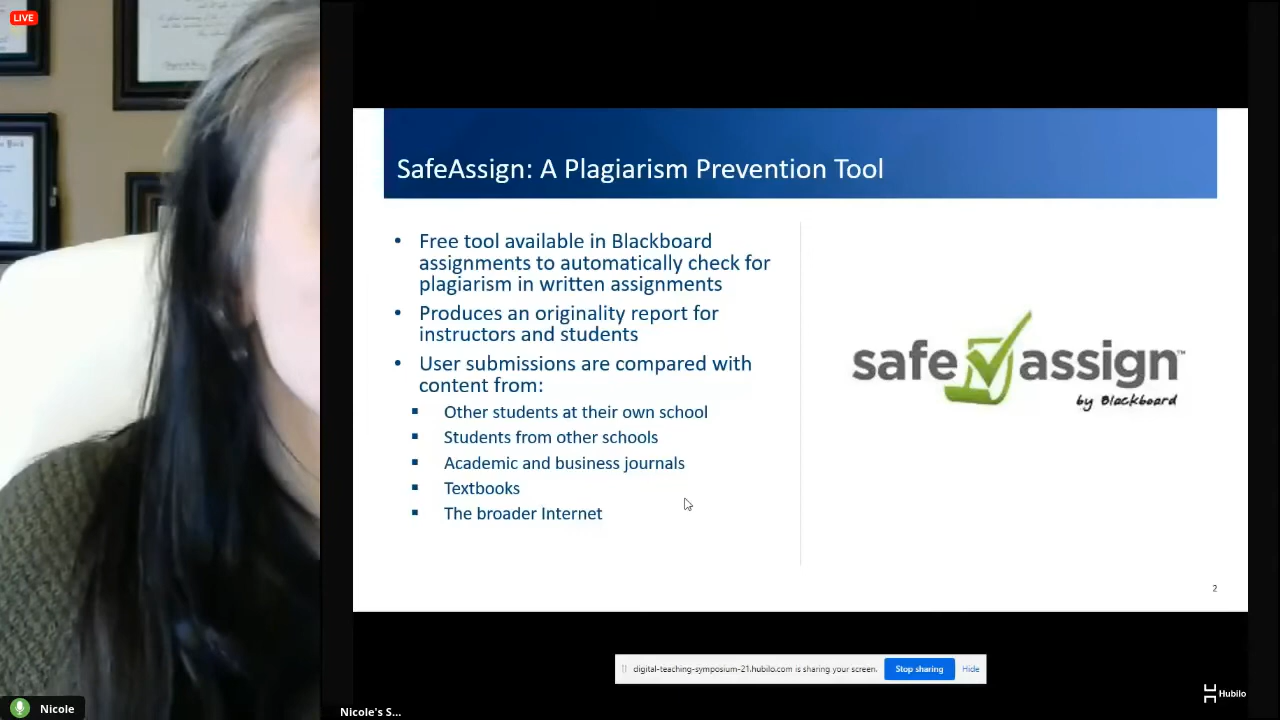 LIVE
SafeAssign: A Plagiarism Prevention Tool
• Free tool available in Blackboard
assignments to automatically check for
plagiarism in written assignments
• Produces an originality report for
instructors and students
• User submissions are compared with
content from:
▪ Other students at their own school
▪ Students from other schools
▪ Academic and business journals
▪ Textbooks
▪ The broader Internet
safe assign™
by Blackboard
2
digital-teaching-symposium-21.hubilo.com is sharing your screen.
Stop sharing
Hide
Hubilo
Nicole
Nicole's S...